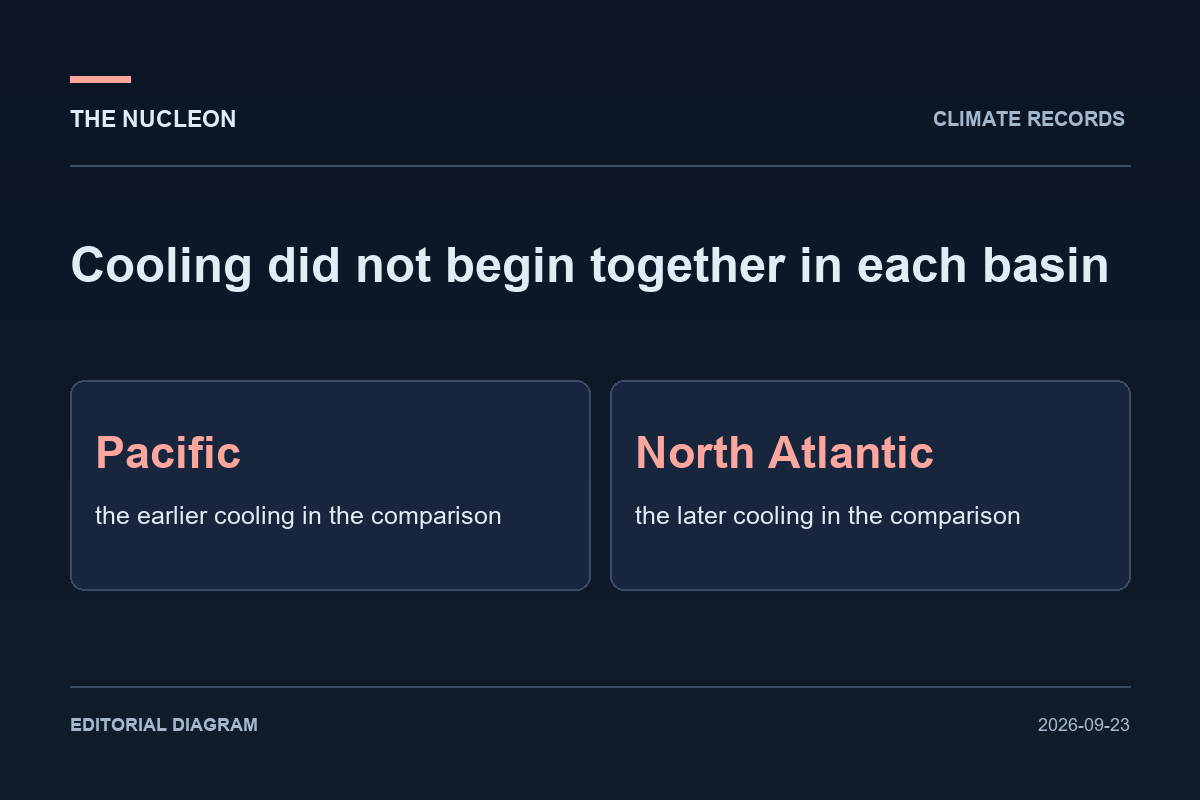 THE NUCLEON
CLIMATE RECORDS
Cooling did not begin together in each basin
Pacific
the earlier cooling in the comparison
North Atlantic
the later cooling in the comparison
EDITORIAL DIAGRAM
2026-09-23